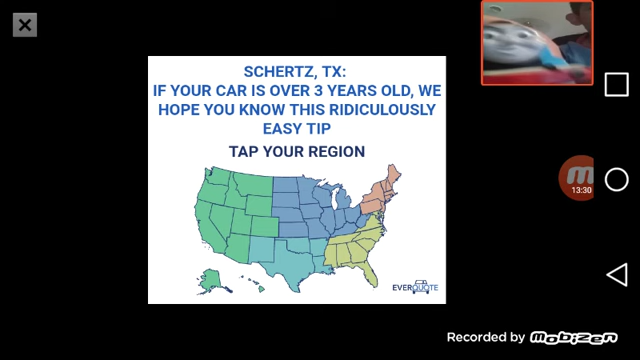 SCHERTZ, TX:
IF YOUR CAR IS OVER 3 YEARS OLD, WE
HOPE YOU KNOW THIS RIDICULOUSLY
EASY TIP
TAP YOUR REGION
EVERQUOTE
13:30
Recorded by mobizen